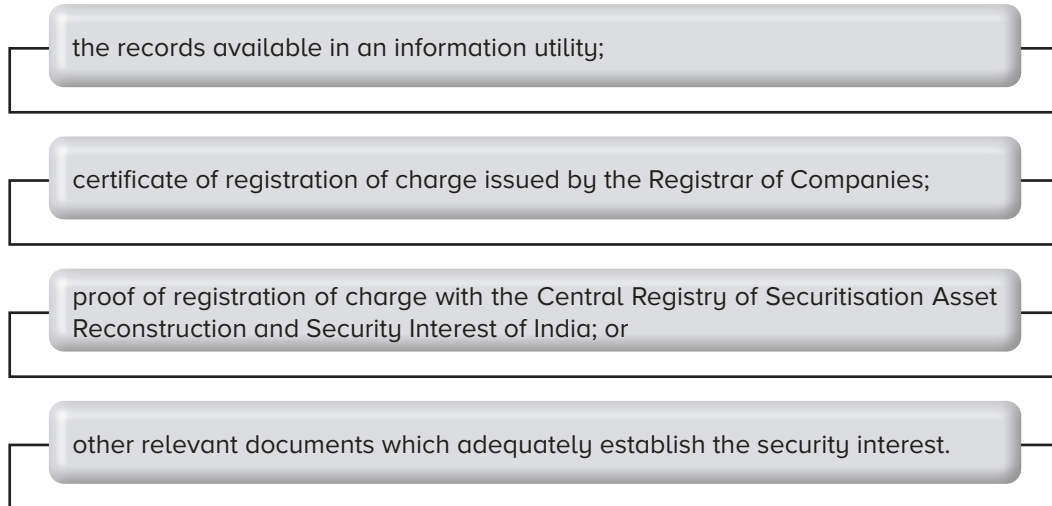 the records available in an information utility;
certificate of registration of charge issued by the Registrar of Companies;
proof of registration of charge with the Central Registry of Securitisation Asset
Reconstruction and Security Interest of India; or
other relevant documents which adequately establish the security interest.